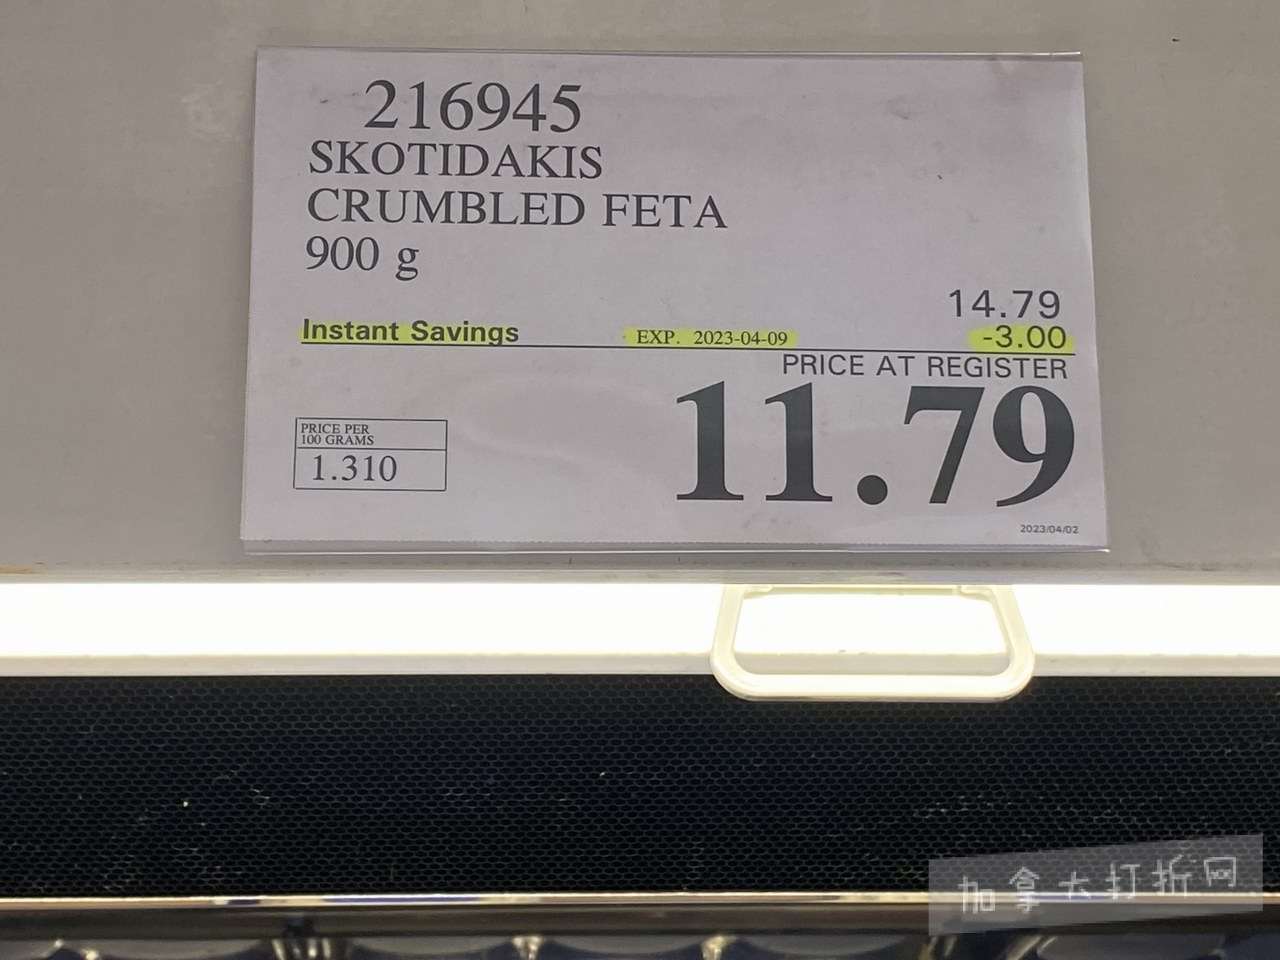 216945
SKOTIDAKIS
CRUMBLED FETA
900 g
14.79
Instant Savings EXP. 2023-04-09 -3.00
PRICE AT REGISTER
11.79
PRICE PER
100 GRAMS
1.310
2023/04/02
加拿大打折网